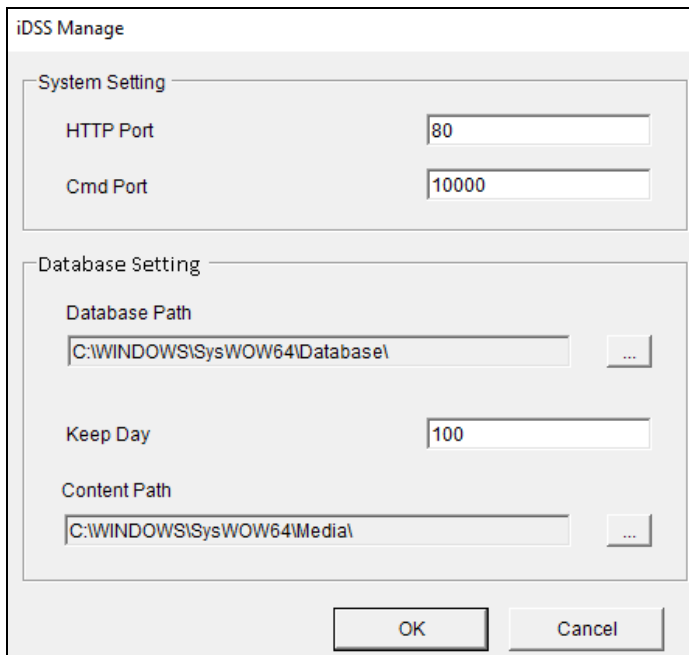 iDSS Manage
System Setting
HTTP Port 80
Cmd Port 10000
Database Setting
Database Path
C:\WINDOWS\SysWOW64\Database\ ...
Keep Day 100
Content Path
C:\WINDOWS\SysWOW64\Media\ ...
OK Cancel